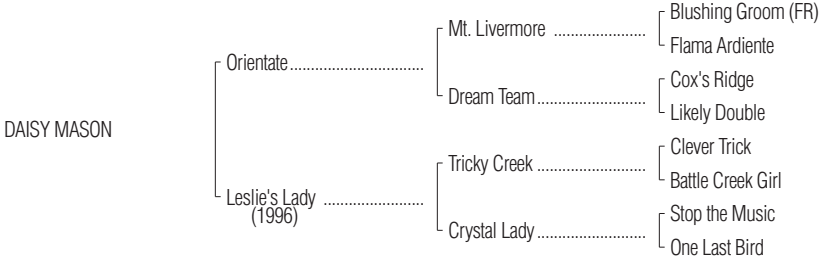 Blushing Groom (FR)
Mt. Livermore ......................
Flama Ardiente
Orientate................................
Cox's Ridge
Dream Team..........................
Likely Double
DAISY MASON
Clever Trick
Tricky Creek ..........................
Battle Creek Girl
Leslie's Lady ........................
(1996)
Stop the Music
Crystal Lady ..........................
One Last Bird